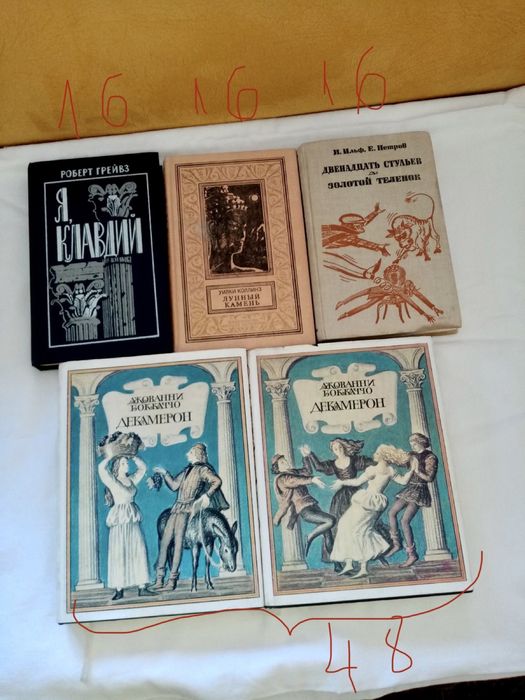 16 16 16
РОБЕРТ ГРЕЙВЗ
Я,
КЛАВДИЙ
УИЛКИ КОЛЛИНЗ
ЛУННЫЙ
КАМЕНЬ
И. Ильф, Е. Петров
ДВЕНАДЦАТЬ СТУЛЬЕВ
ЗОЛОТОЙ ТЕЛЕНОК
ДЖОВАННИ
БОККАЧЧО
ДЕКАМЕРОН
ДЖОВАННИ
БОККАЧЧО
ДЕКАМЕРОН
48